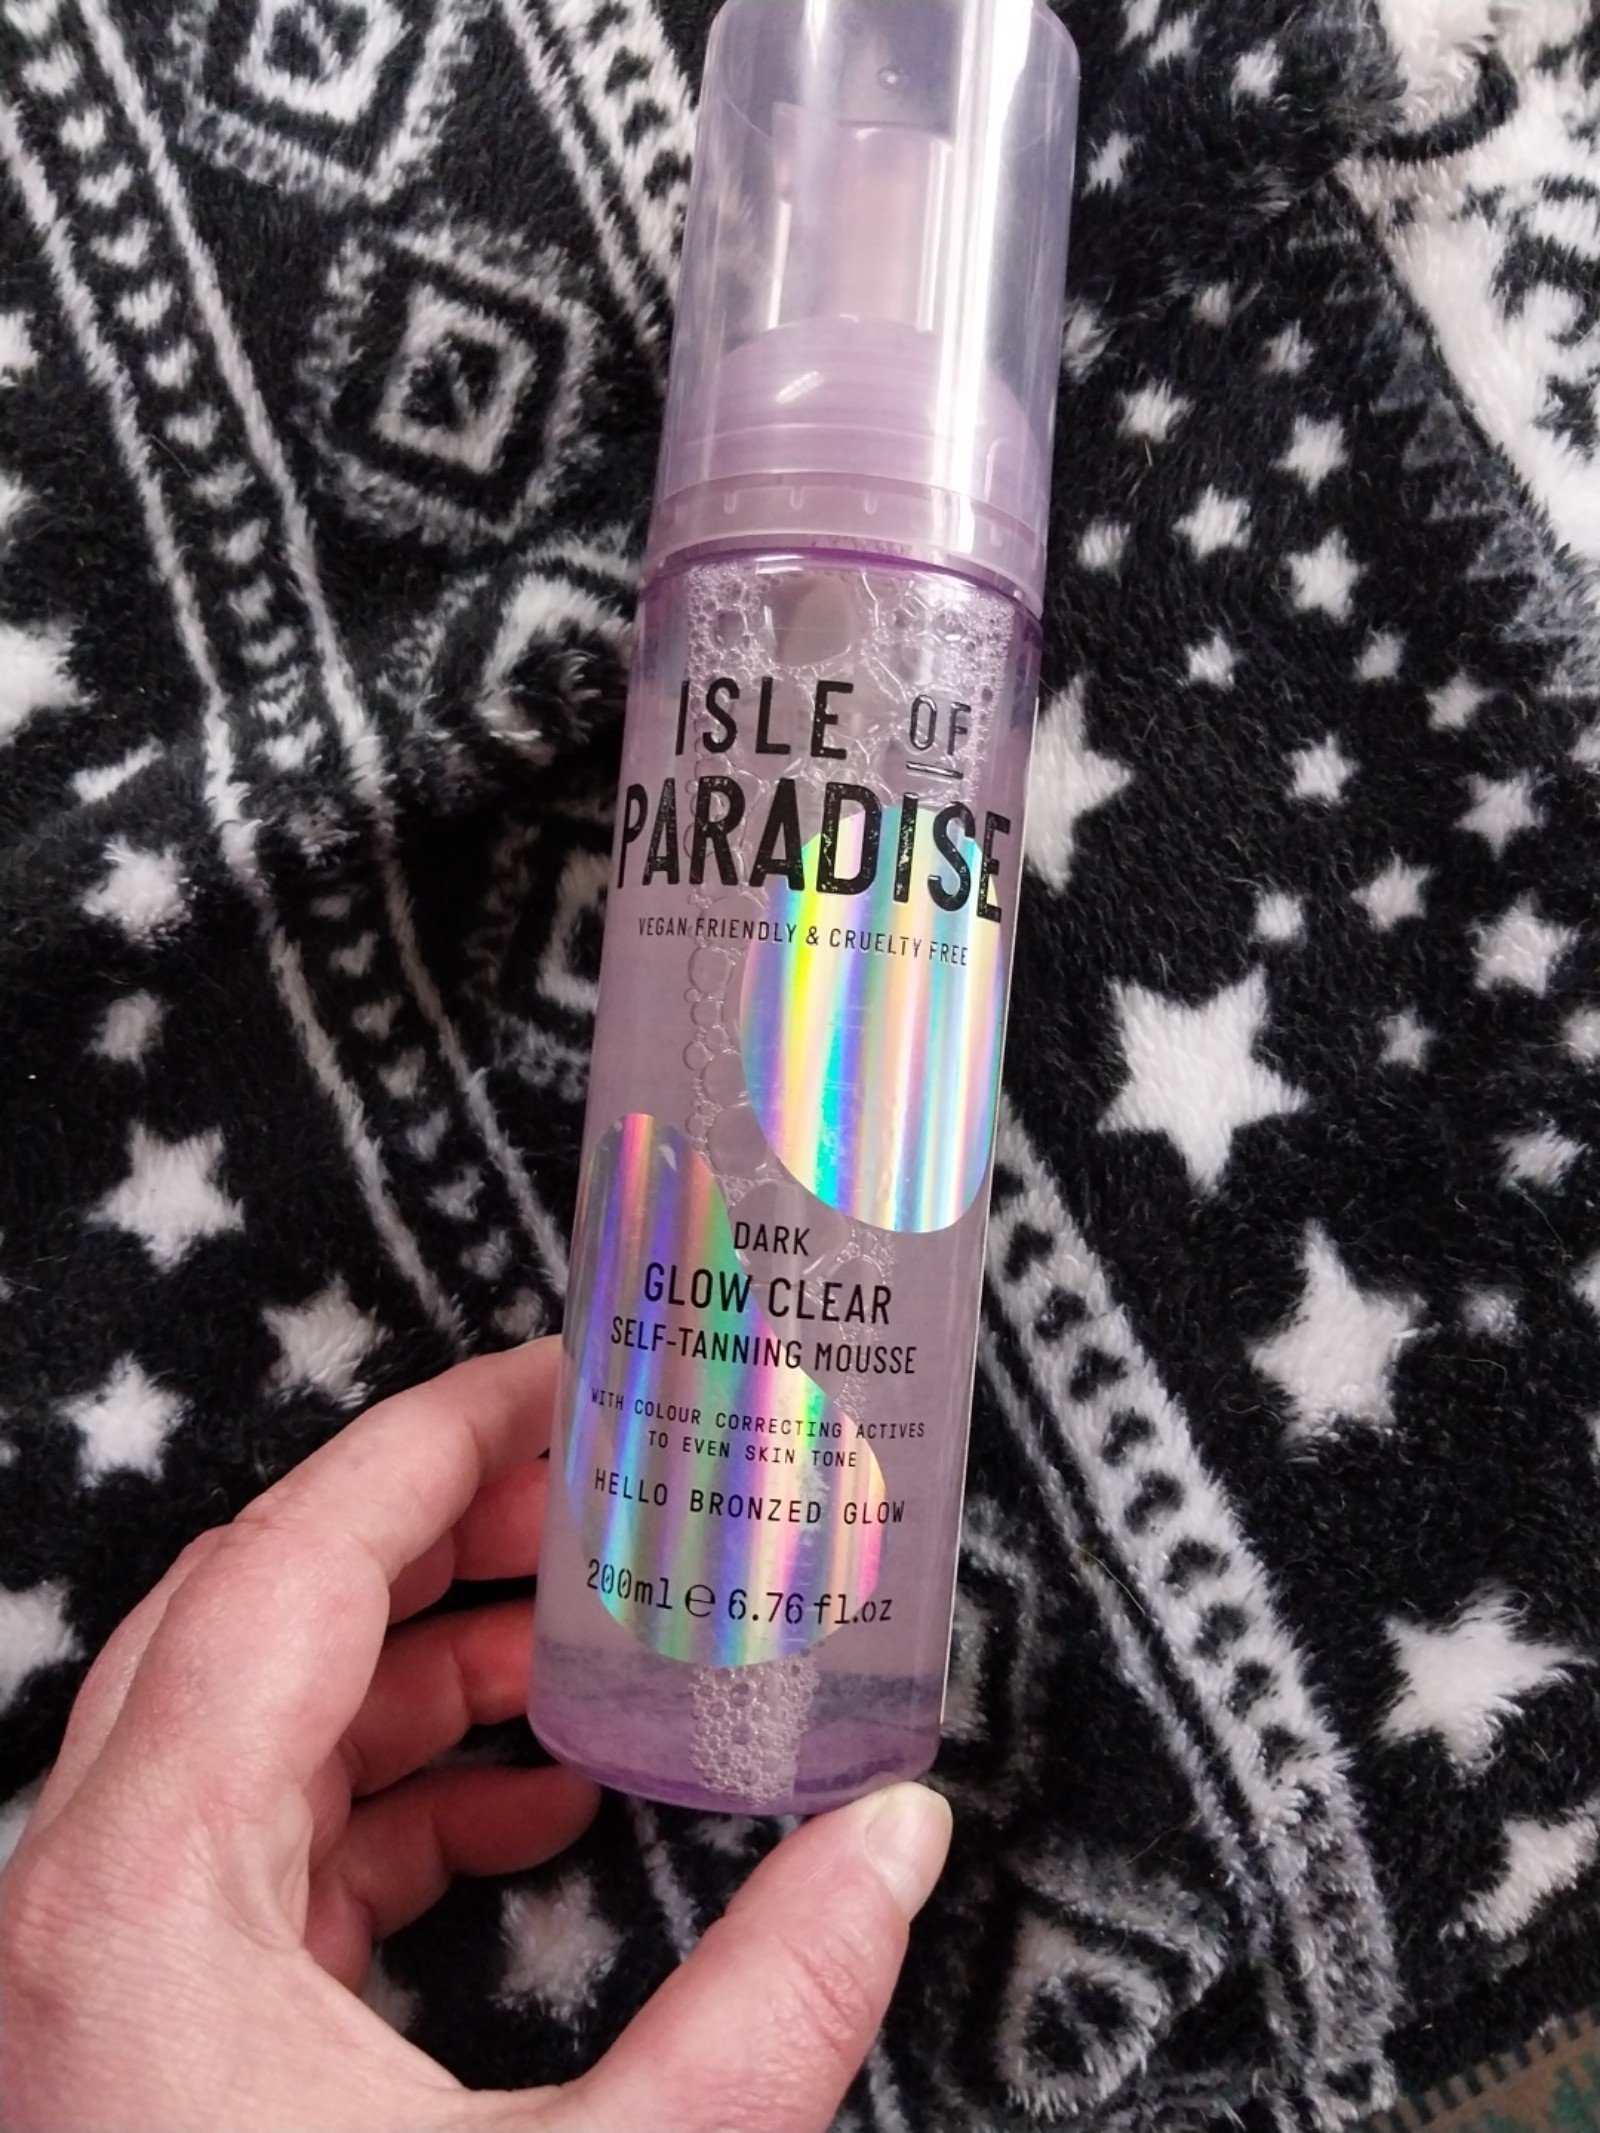 ISLE OF
PARADISE
VEGAN FRIENDLY & CRUELTY FREE
DARK
GLOW CLEAR
SELF-TANNING MOUSSE
WITH COLOUR CORRECTING ACTIVES
TO EVEN SKIN TONE
HELLO BRONZED GLOW
200ml ℮ 6.76 fl.oz